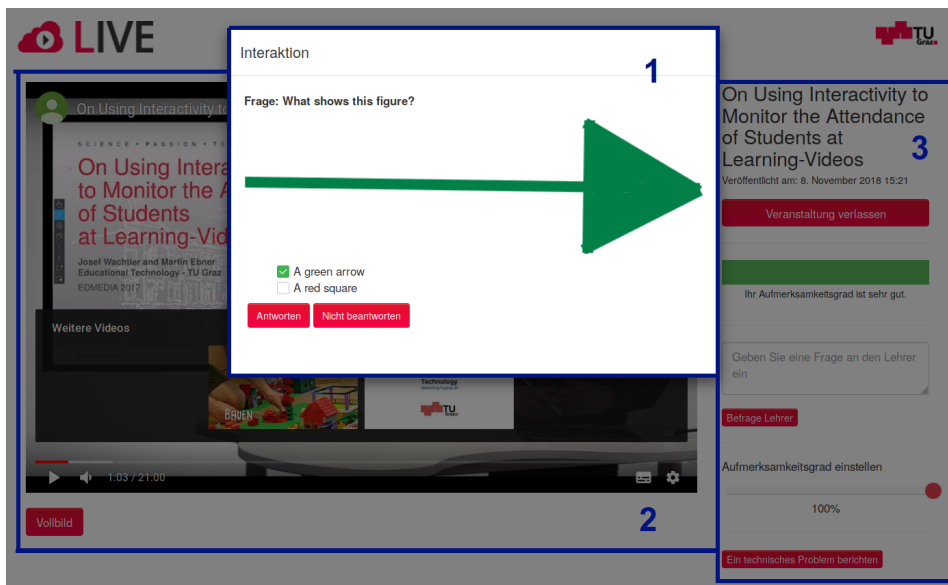 LIVE
TU
Graz
Interaktion
1
Frage: What shows this figure?
A green arrow
A red square
Antworten
Nicht beantworten
On Using Interactivity to
SCIENCE • PASSION • TE
On Using Intera
to Monitor the A
of Students
at Learning-Vid
Josef Wachtler and Martin Ebner
Educational Technology - TU Graz
EDMEDIA 2017
Weitere Videos
BAUEN
Technology
TU
1:03 / 21:00
Vollbild
2
On Using Interactivity to
Monitor the Attendance
of Students at
Learning-Videos
3
Veröffentlicht am: 8. November 2018 15:21
Veranstaltung verlassen
Ihr Aufmerksamkeitsgrad ist sehr gut.
Geben Sie eine Frage an den Lehrer
ein
Befrage Lehrer
Aufmerksamkeitsgrad einstellen
100%
Ein technisches Problem berichten